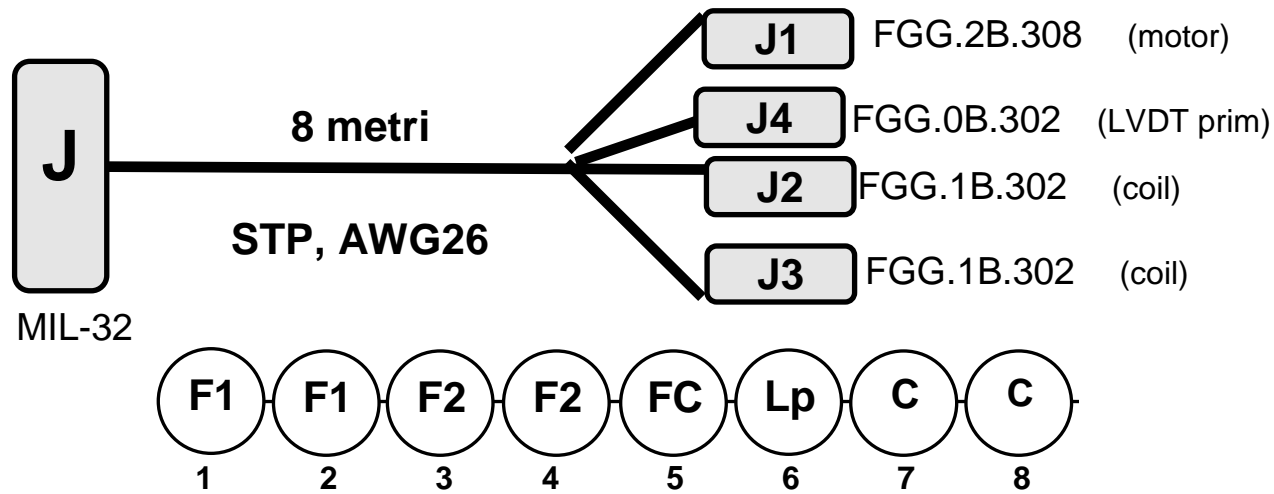 J1 FGG.2B.308 (motor)
J 8 metri J4 FGG.0B.302 (LVDT prim)
J2 FGG.1B.302 (coil)
STP, AWG26
J3 FGG.1B.302 (coil)
MIL-32
F1 F1 F2 F2 FC Lp C C
1 2 3 4 5 6 7 8